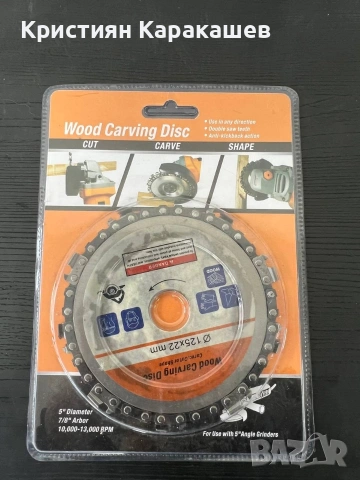 Кристиян Каракашев
Wood Carving Disc
• Use in any direction
• Double saw teeth
• Anti-kickback action
CUT
CARVE
SHAPE
WOOD
Ø 125x22 mm
Wood Carving Disc
5" Diameter
7/8" Arbor
10,000-13,000 RPM
For Use with 5" Angle Grinders
BAZAR